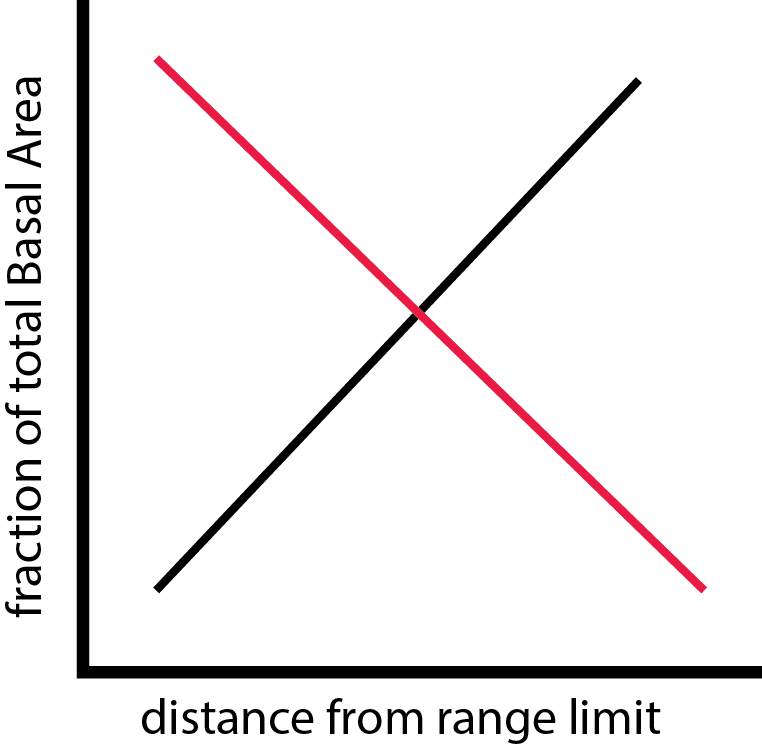 fraction of total Basal Area
distance from range limit